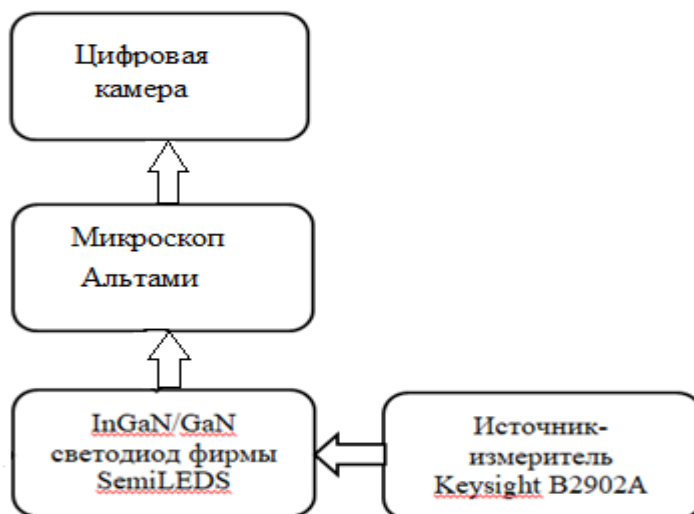 Цифровая
камера
Микроскоп
Альтами
InGaN/GaN
светодиод фирмы
SemiLEDS
Источник-
измеритель
Keysight B2902A